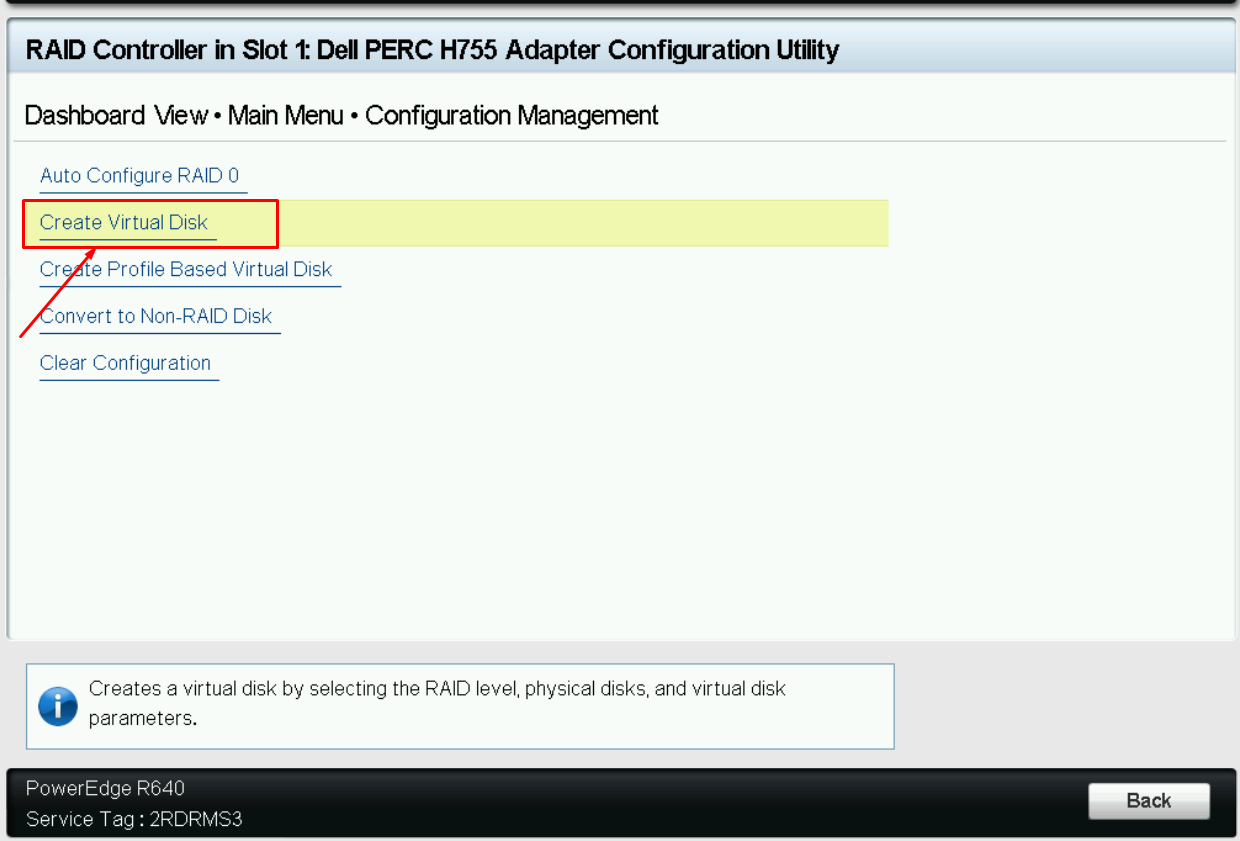 RAID Controller in Slot 1: Dell PERC H755 Adapter Configuration Utility
Dashboard View • Main Menu • Configuration Management
Auto Configure RAID 0
Create Virtual Disk
Create Profile Based Virtual Disk
Convert to Non-RAID Disk
Clear Configuration
Creates a virtual disk by selecting the RAID level, physical disks, and virtual disk
parameters.
PowerEdge R640
Service Tag : 2RDRMS3
Back